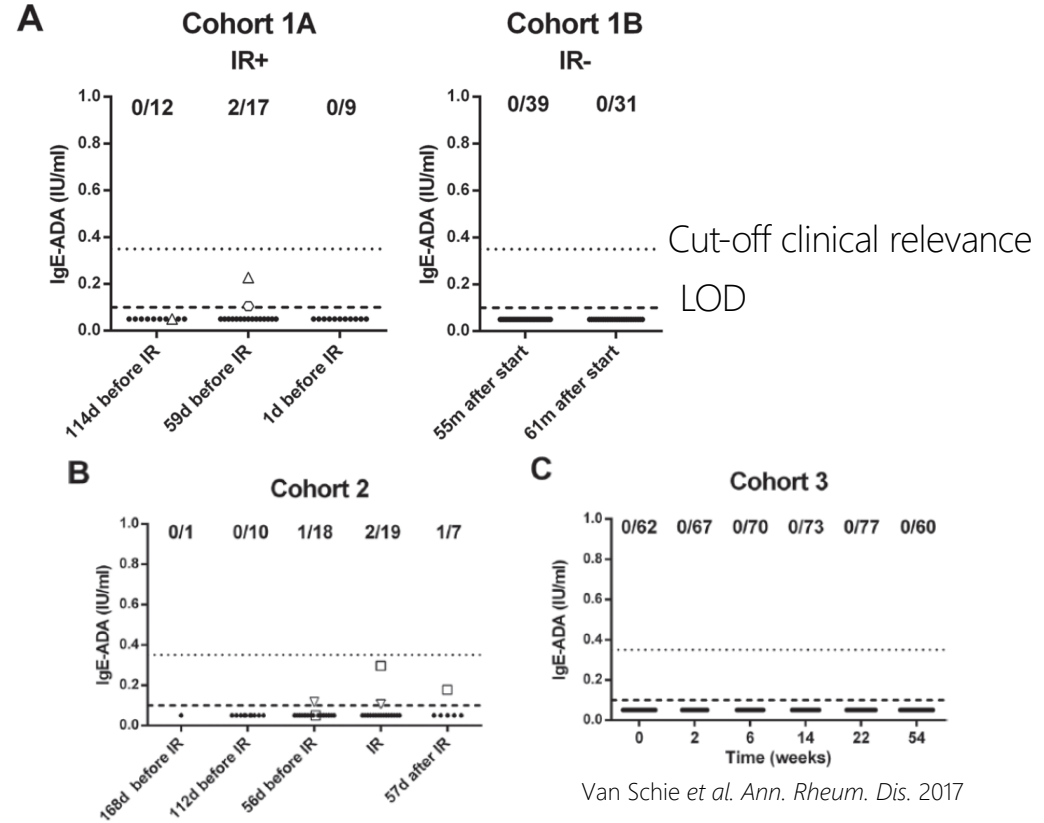 A
Cohort 1A
IR+
0/12 2/17 0/9
IgE-ADA (IU/ml)
1.0
0.8
0.6
0.4
0.2
0.0
114d before IR
59d before IR
1d before IR
Cohort 1B
IR-
0/39 0/31
IgE-ADA (IU/ml)
1.0
0.8
0.6
0.4
0.2
0.0
55m after start
61m after start
Cut-off clinical relevance
LOD
B
Cohort 2
0/1 0/10 1/18 2/19 1/7
IgE-ADA (IU/ml)
1.0
0.8
0.6
0.4
0.2
0.0
168d before IR
112d before IR
56d before IR
IR
57d after IR
C
Cohort 3
0/62 0/67 0/70 0/73 0/77 0/60
IgE-ADA (IU/ml)
1.0
0.8
0.6
0.4
0.2
0.0
0 2 6 14 22 54
Time (weeks)
Van Schie et al. Ann. Rheum. Dis. 2017